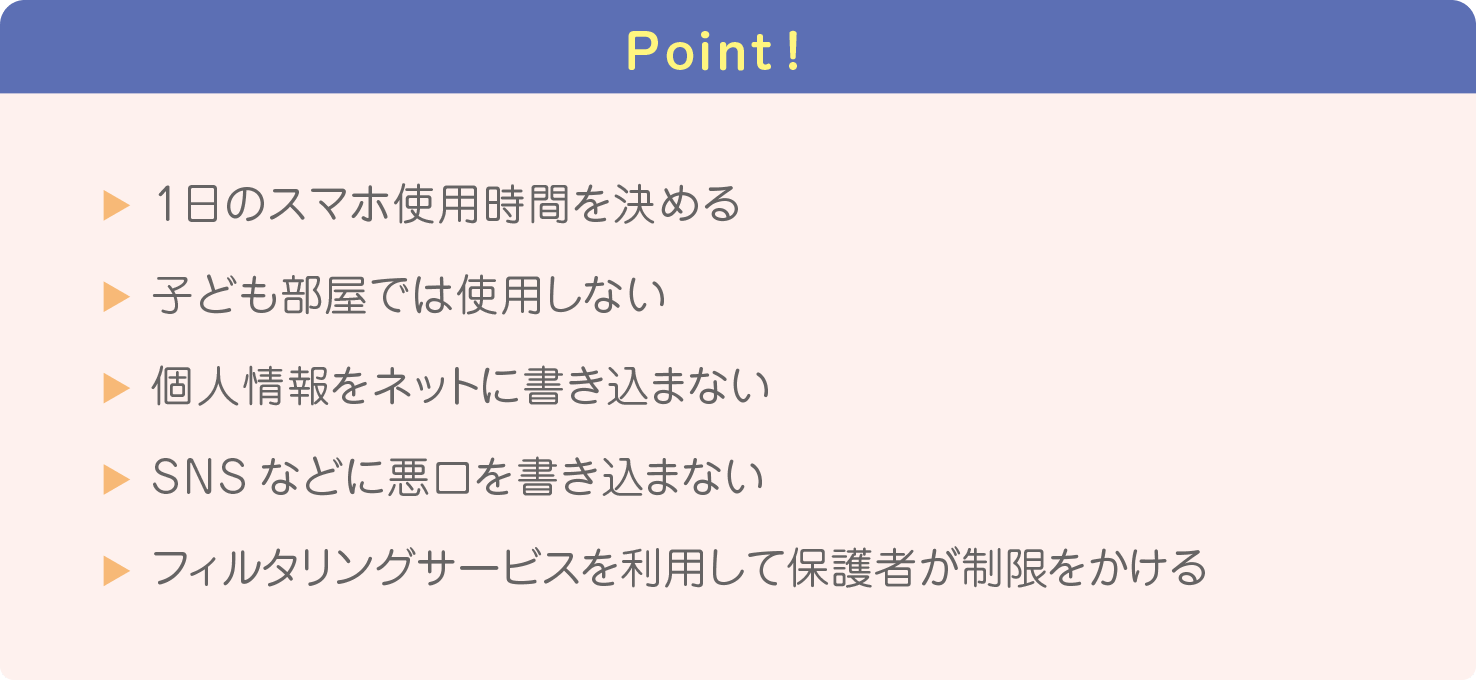 Point！
▶ 1日のスマホ使用時間を決める
▶ 子ども部屋では使用しない
▶ 個人情報をネットに書き込まない
▶ SNS などに悪口を書き込まない
▶ フィルタリングサービスを利用して保護者が制限をかける